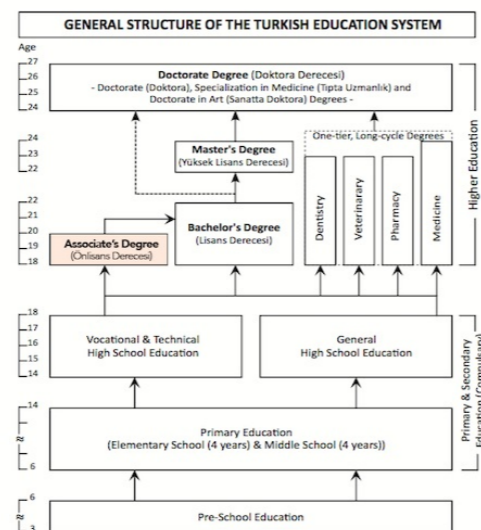 GENERAL STRUCTURE OF THE TURKISH EDUCATION SYSTEM
Age
27
26
25
24
Doctorate Degree (Doktora Derecesi)
- Doctorate (Doktora), Specialization in Medicine (Tıpta Uzmanlık) and
Doctorate in Art (Sanatta Doktora) Degrees -
24
23
22
Master's Degree
(Yüksek Lisans Derecesi)
One-tier, Long-cycle Degrees
22
21
20
19
18
Associate's Degree
(Önlisans Derecesi)
Bachelor's Degree
(Lisans Derecesi)
Dentistry
Veterinarary
Pharmacy
Medicine
Higher Education
18
17
16
15
14
Vocational & Technical
High School Education
General
High School Education
14
≈
6
Primary Education
(Elementary School (4 years) & Middle School (4 years))
Primary & Secondary
Education (Compulsary)
6
≈
3
Pre-School Education